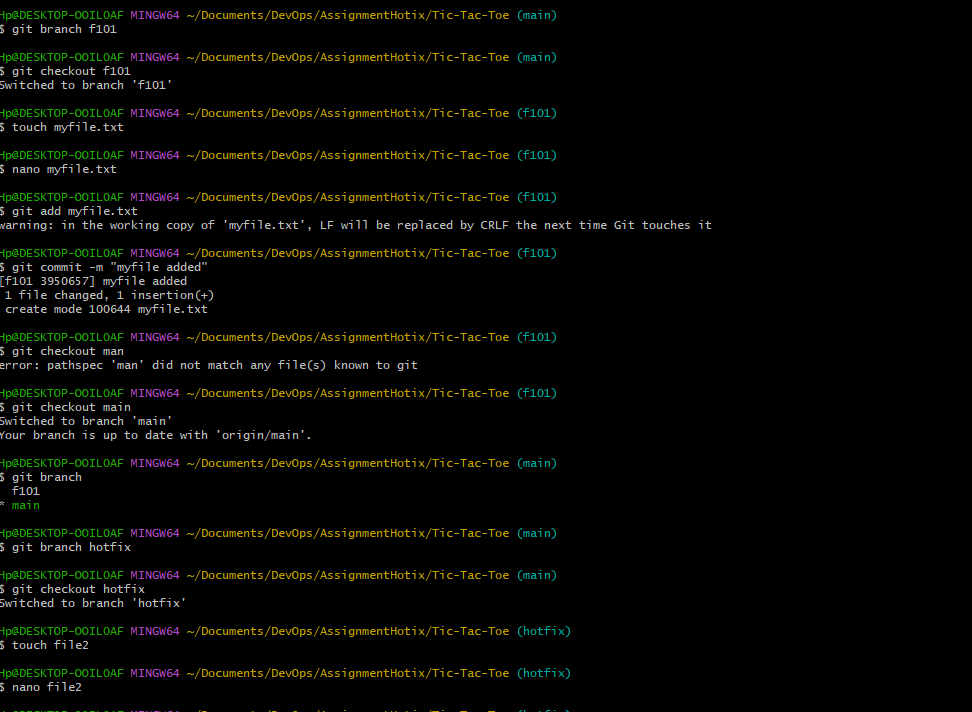 Hp@DESKTOP-OOILOAF MINGW64 ~/Documents/DevOps/AssignmentHotix/Tic-Tac-Toe (main)
$ git branch f101
Hp@DESKTOP-OOILOAF MINGW64 ~/Documents/DevOps/AssignmentHotix/Tic-Tac-Toe (main)
$ git checkout f101
Switched to branch 'f101'
Hp@DESKTOP-OOILOAF MINGW64 ~/Documents/DevOps/AssignmentHotix/Tic-Tac-Toe (f101)
$ touch myfile.txt
Hp@DESKTOP-OOILOAF MINGW64 ~/Documents/DevOps/AssignmentHotix/Tic-Tac-Toe (f101)
$ nano myfile.txt
Hp@DESKTOP-OOILOAF MINGW64 ~/Documents/DevOps/AssignmentHotix/Tic-Tac-Toe (f101)
$ git add myfile.txt
warning: in the working copy of 'myfile.txt', LF will be replaced by CRLF the next time Git touches it
Hp@DESKTOP-OOILOAF MINGW64 ~/Documents/DevOps/AssignmentHotix/Tic-Tac-Toe (f101)
$ git commit -m "myfile added"
[f101 3950657] myfile added
1 file changed, 1 insertion(+)
create mode 100644 myfile.txt
Hp@DESKTOP-OOILOAF MINGW64 ~/Documents/DevOps/AssignmentHotix/Tic-Tac-Toe (f101)
$ git checkout man
error: pathspec 'man' did not match any file(s) known to git
Hp@DESKTOP-OOILOAF MINGW64 ~/Documents/DevOps/AssignmentHotix/Tic-Tac-Toe (f101)
$ git checkout main
Switched to branch 'main'
Your branch is up to date with 'origin/main'.
Hp@DESKTOP-OOILOAF MINGW64 ~/Documents/DevOps/AssignmentHotix/Tic-Tac-Toe (main)
$ git branch
f101
* main
Hp@DESKTOP-OOILOAF MINGW64 ~/Documents/DevOps/AssignmentHotix/Tic-Tac-Toe (main)
$ git branch hotfix
Hp@DESKTOP-OOILOAF MINGW64 ~/Documents/DevOps/AssignmentHotix/Tic-Tac-Toe (main)
$ git checkout hotfix
Switched to branch 'hotfix'
Hp@DESKTOP-OOILOAF MINGW64 ~/Documents/DevOps/AssignmentHotix/Tic-Tac-Toe (hotfix)
$ touch file2
Hp@DESKTOP-OOILOAF MINGW64 ~/Documents/DevOps/AssignmentHotix/Tic-Tac-Toe (hotfix)
$ nano file2